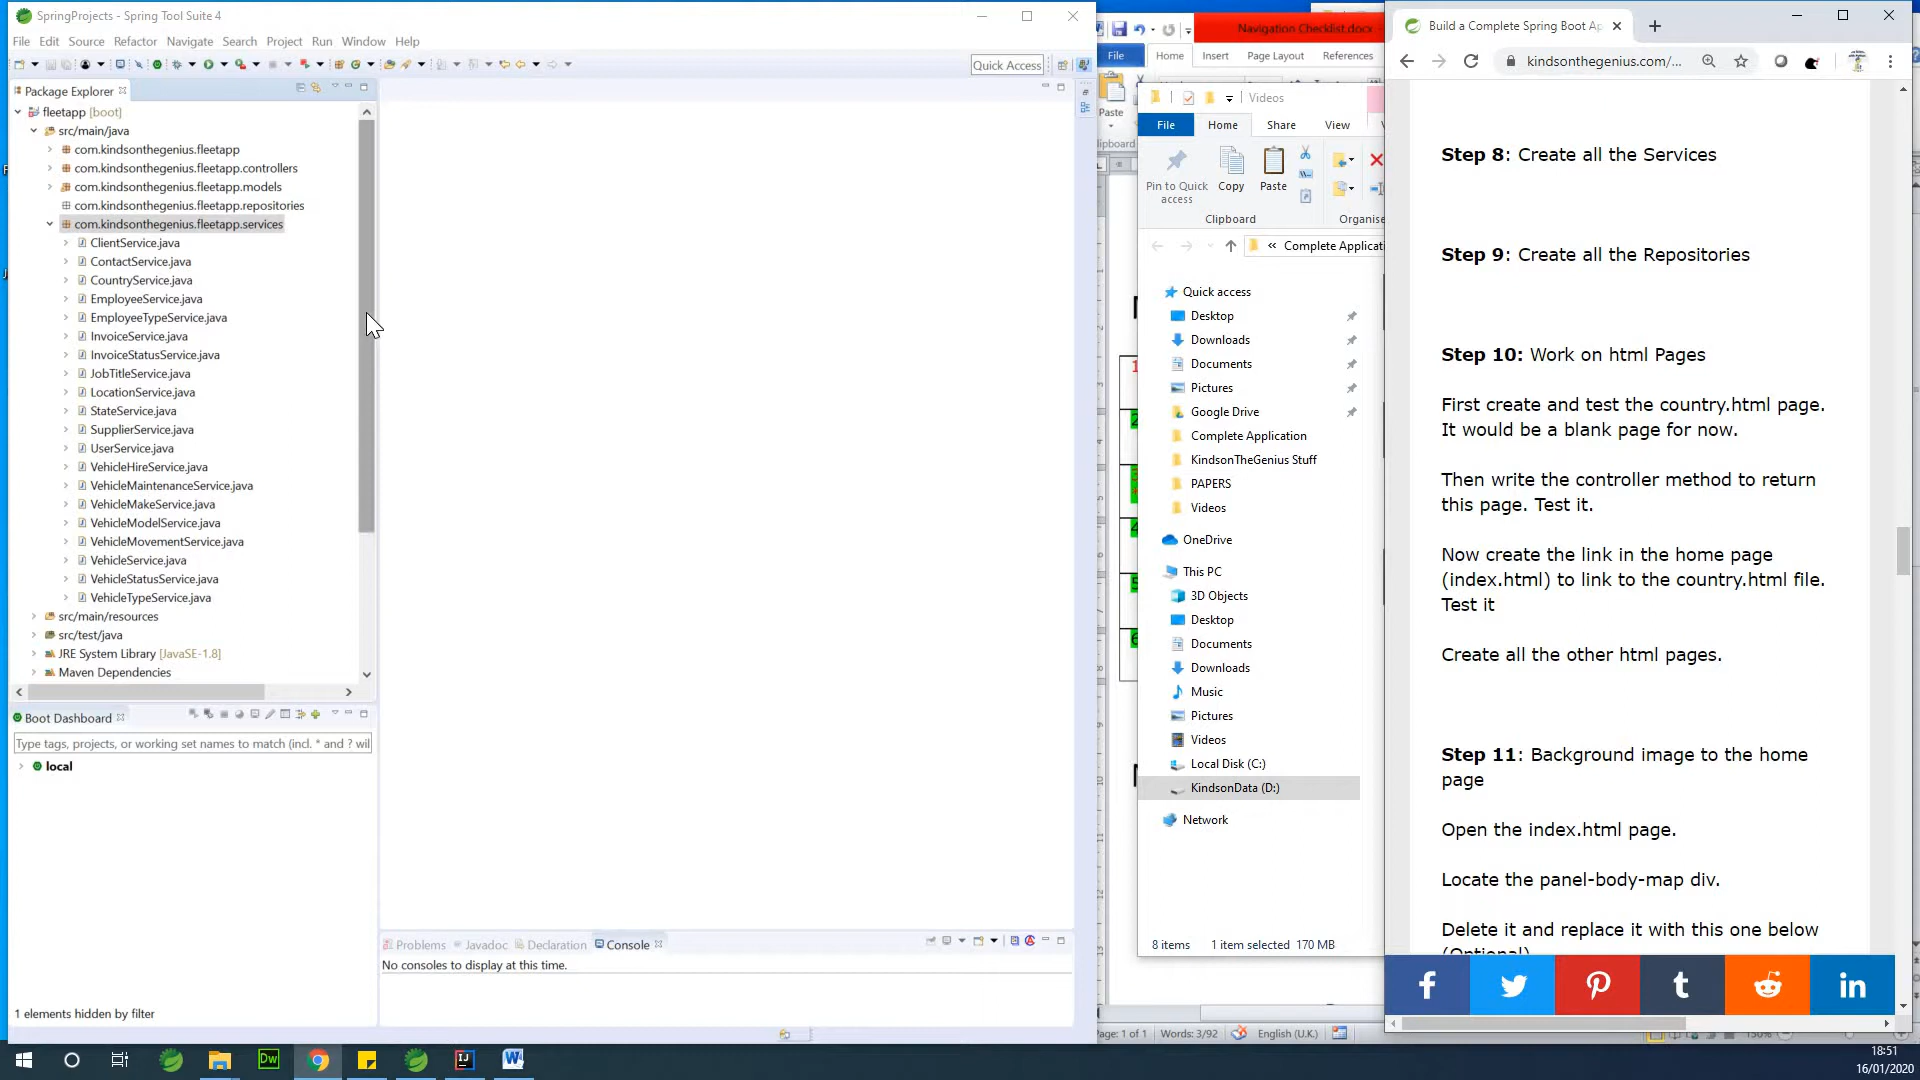 SpringProjects - Spring Tool Suite 4
File Edit Source Refactor Navigate Search Project Run Window Help
Quick Access
Package Explorer
fleetapp [boot]
src/main/java
com.kindsonthegenius.fleetapp
com.kindsonthegenius.fleetapp.controllers
com.kindsonthegenius.fleetapp.models
com.kindsonthegenius.fleetapp.repositories
com.kindsonthegenius.fleetapp.services
ClientService.java
ContactService.java
CountryService.java
EmployeeService.java
EmployeeTypeService.java
InvoiceService.java
InvoiceStatusService.java
JobTitleService.java
LocationService.java
StateService.java
SupplierService.java
UserService.java
VehicleHireService.java
VehicleMaintenanceService.java
VehicleMakeService.java
VehicleModelService.java
VehicleMovementService.java
VehicleService.java
VehicleStatusService.java
VehicleTypeService.java
src/main/resources
src/test/java
JRE System Library [JavaSE-1.8]
Maven Dependencies
Boot Dashboard
Type tags, projects, or working set names to match (incl. * and ? wil
local
1 elements hidden by filter
Problems Javadoc Declaration Console
No consoles to display at this time.
Navigation Checklist.docx
File Home Insert Page Layout References
Paste
Videos
File Home Share View
Pin to Quick access
Copy
Paste
Clipboard
Organise
« Complete Applicati
Quick access
Desktop
Downloads
Documents
Pictures
Google Drive
Complete Application
KindsonTheGenius Stuff
PAPERS
Videos
OneDrive
This PC
3D Objects
Desktop
Documents
Downloads
Music
Pictures
Videos
Local Disk (C:)
KindsonData (D:)
Network
8 items 1 item selected 170 MB
Words: 3/92 English (U.K.)
Build a Complete Spring Boot Ap
kindsonthegenius.com/...
Step 8: Create all the Services
Step 9: Create all the Repositories
Step 10: Work on html Pages
First create and test the country.html page.
It would be a blank page for now.
Then write the controller method to return
this page. Test it.
Now create the link in the home page
(index.html) to link to the country.html file.
Test it
Create all the other html pages.
Step 11: Background image to the home
page
Open the index.html page.
Locate the panel-body-map div.
Delete it and replace it with this one below
(Optional)
18:51
16/01/2020